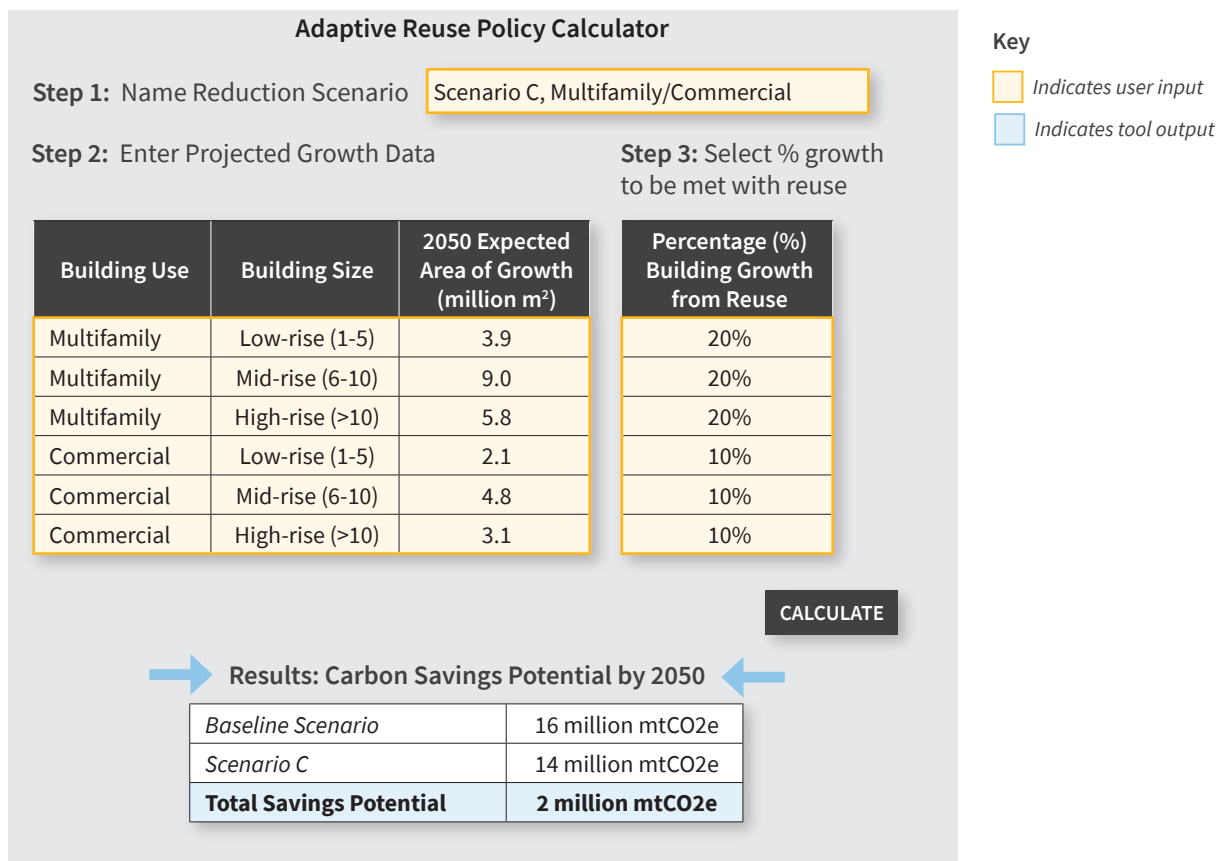 Adaptive Reuse Policy Calculator
Key
Step 1: Name Reduction Scenario Scenario C, Multifamily/Commercial
Indicates user input
Indicates tool output
Step 2: Enter Projected Growth Data
Step 3: Select % growth
to be met with reuse
Building Use Building Size 2050 Expected
Area of Growth
(million m²)
Percentage (%)
Building Growth
from Reuse
Multifamily Low-rise (1-5) 3.9 20%
Multifamily Mid-rise (6-10) 9.0 20%
Multifamily High-rise (>10) 5.8 20%
Commercial Low-rise (1-5) 2.1 10%
Commercial Mid-rise (6-10) 4.8 10%
Commercial High-rise (>10) 3.1 10%
CALCULATE
Results: Carbon Savings Potential by 2050
Baseline Scenario 16 million mtCO2e
Scenario C 14 million mtCO2e
Total Savings Potential 2 million mtCO2e